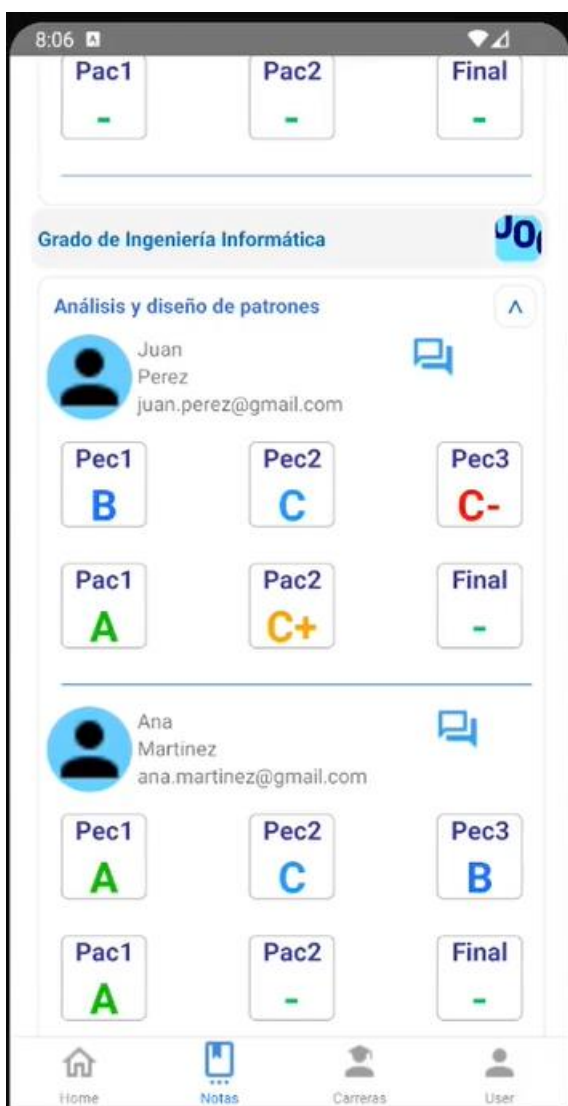 8:06 A
Pac1 Pac2 Final
- - -
Grado de Ingeniería Informática
UOC
Análisis y diseño de patrones
Juan
Perez
juan.perez@gmail.com
Pec1 Pec2 Pec3
B C C-
Pac1 Pac2 Final
A C+ -
Ana
Martinez
ana.martinez@gmail.com
Pec1 Pec2 Pec3
A C B
Pac1 Pac2 Final
A - -
Home Notas Carreras User